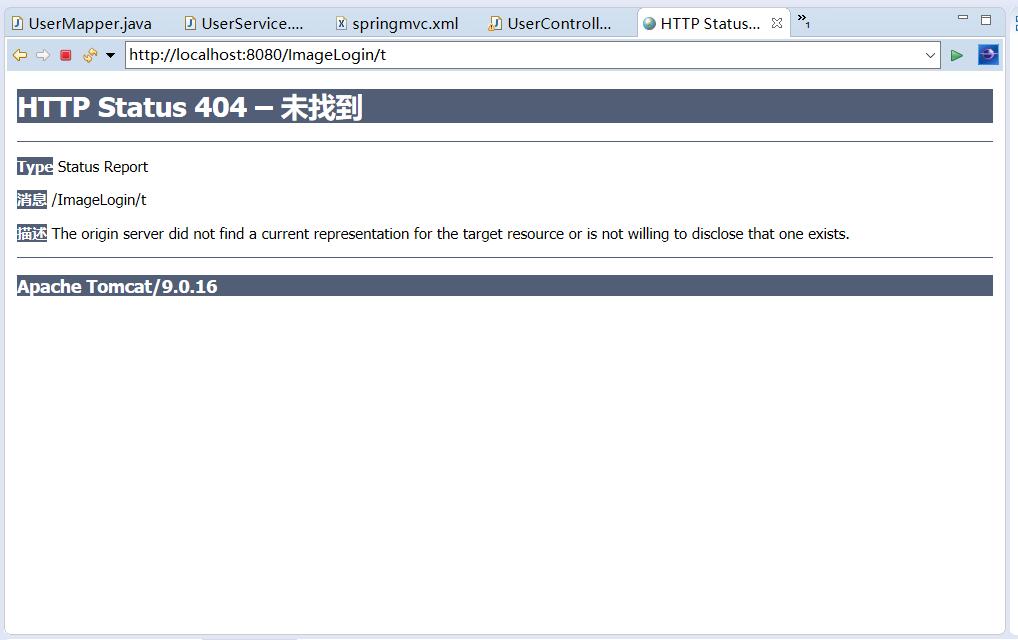 UserMapper.java UserService.... springmvc.xml UserControll... HTTP Status... »1
http://localhost:8080/ImageLogin/t
HTTP Status 404 – 未找到
Type Status Report
消息 /ImageLogin/t
描述 The origin server did not find a current representation for the target resource or is not willing to disclose that one exists.
Apache Tomcat/9.0.16